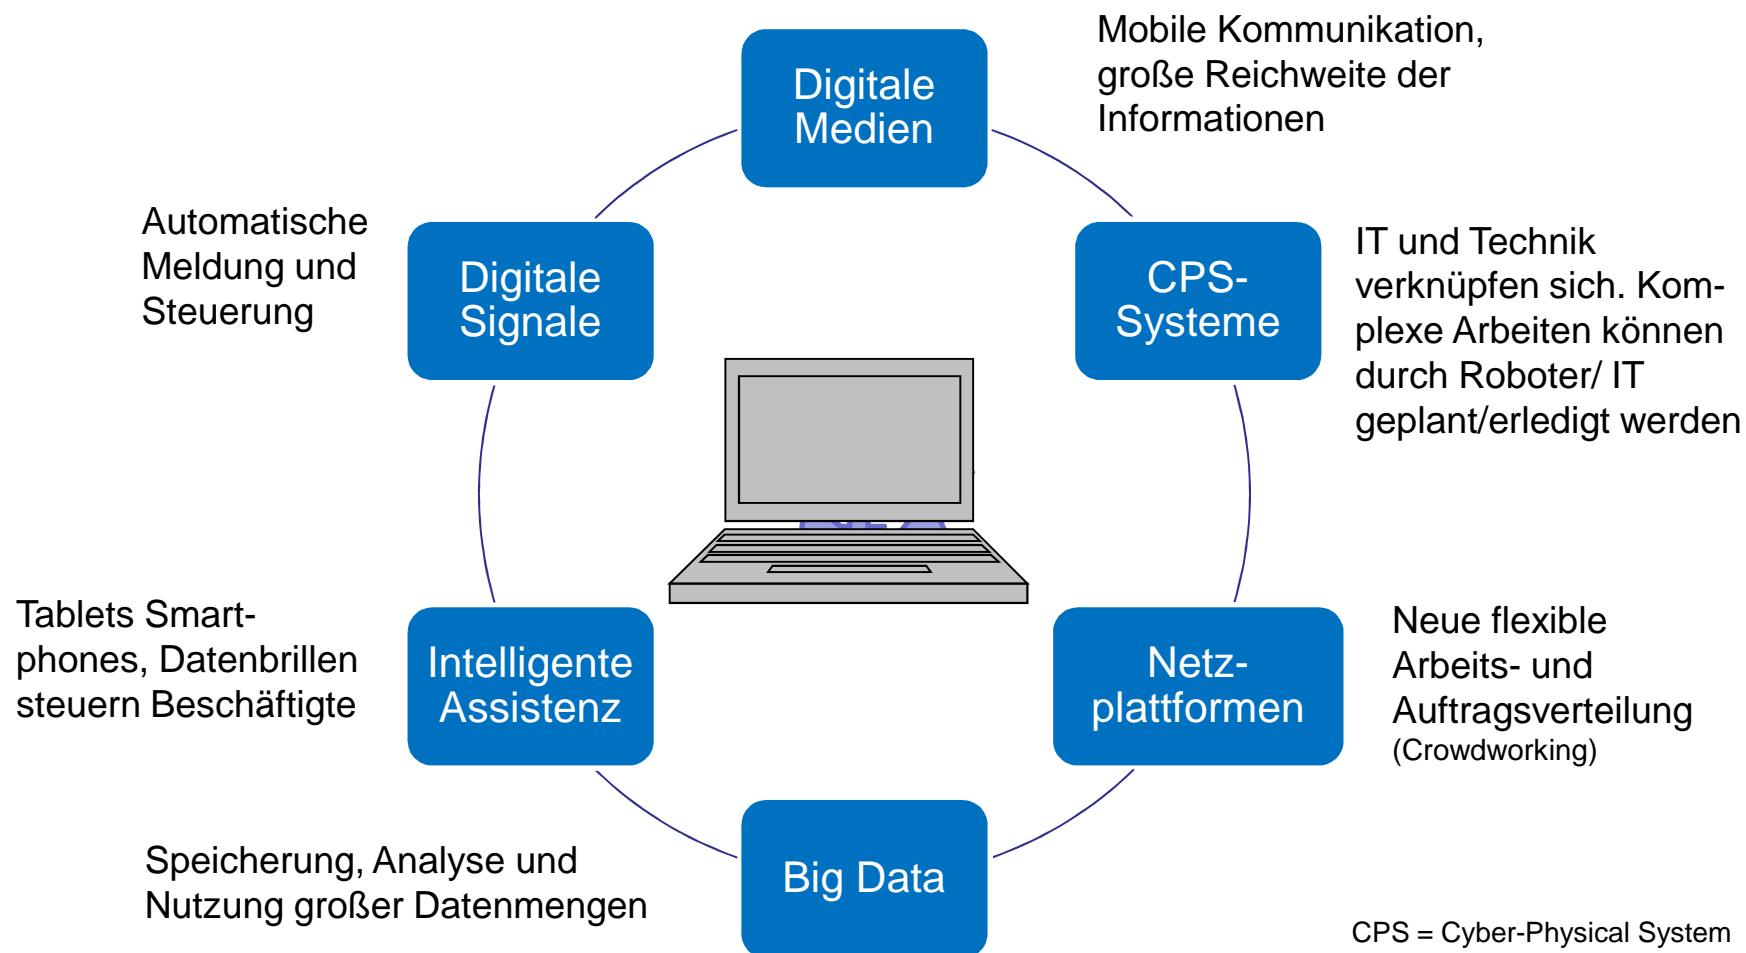 Digitale
Medien
Mobile Kommunikation,
große Reichweite der
Informationen
CPS-
Systeme
IT und Technik
verknüpfen sich. Kom-
plexe Arbeiten können
durch Roboter/ IT
geplant/erledigt werden
Netz-
plattformen
Neue flexible
Arbeits- und
Auftragsverteilung
(Crowdworking)
Big Data
Speicherung, Analyse und
Nutzung großer Datenmengen
Intelligente
Assistenz
Tablets Smart-
phones, Datenbrillen
steuern Beschäftigte
Digitale
Signale
Automatische
Meldung und
Steuerung
CPS = Cyber-Physical System